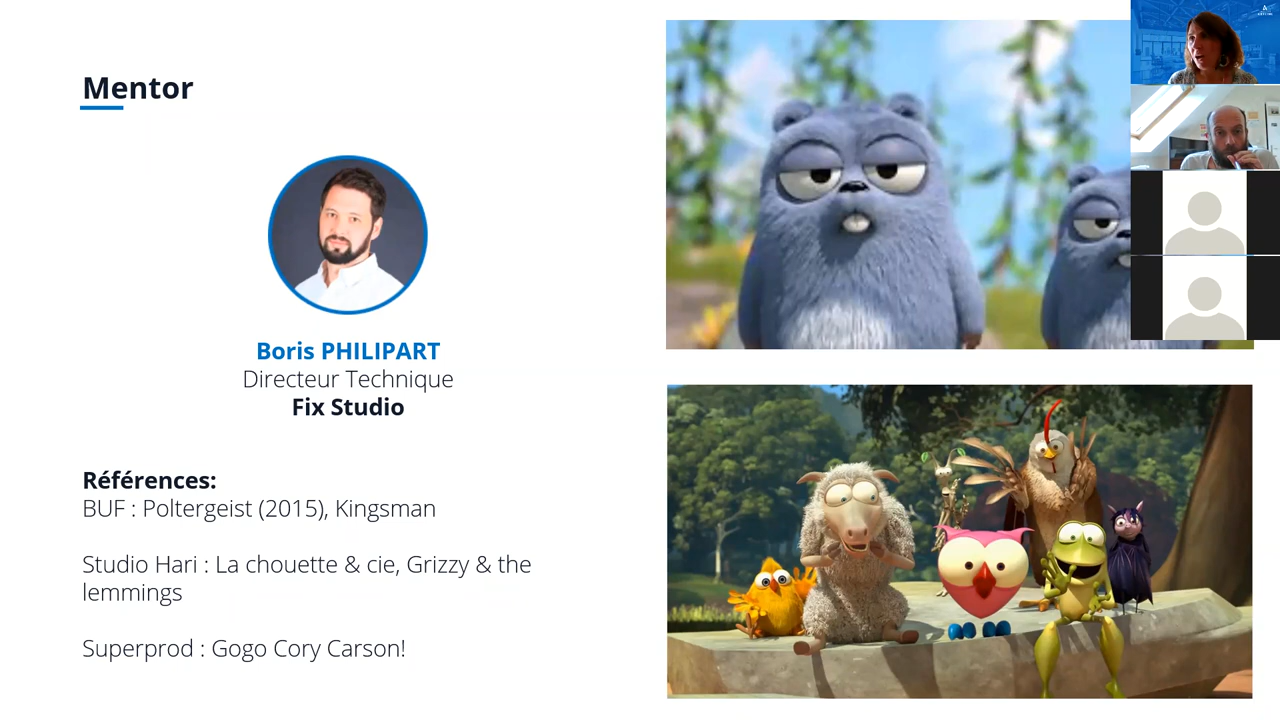 Mentor
Boris PHILIPART
Directeur Technique
Fix Studio
Références:
BUF : Poltergeist (2015), Kingsman
Studio Hari : La chouette & cie, Grizzy & the
lemmings
Superprod : Gogo Cory Carson!